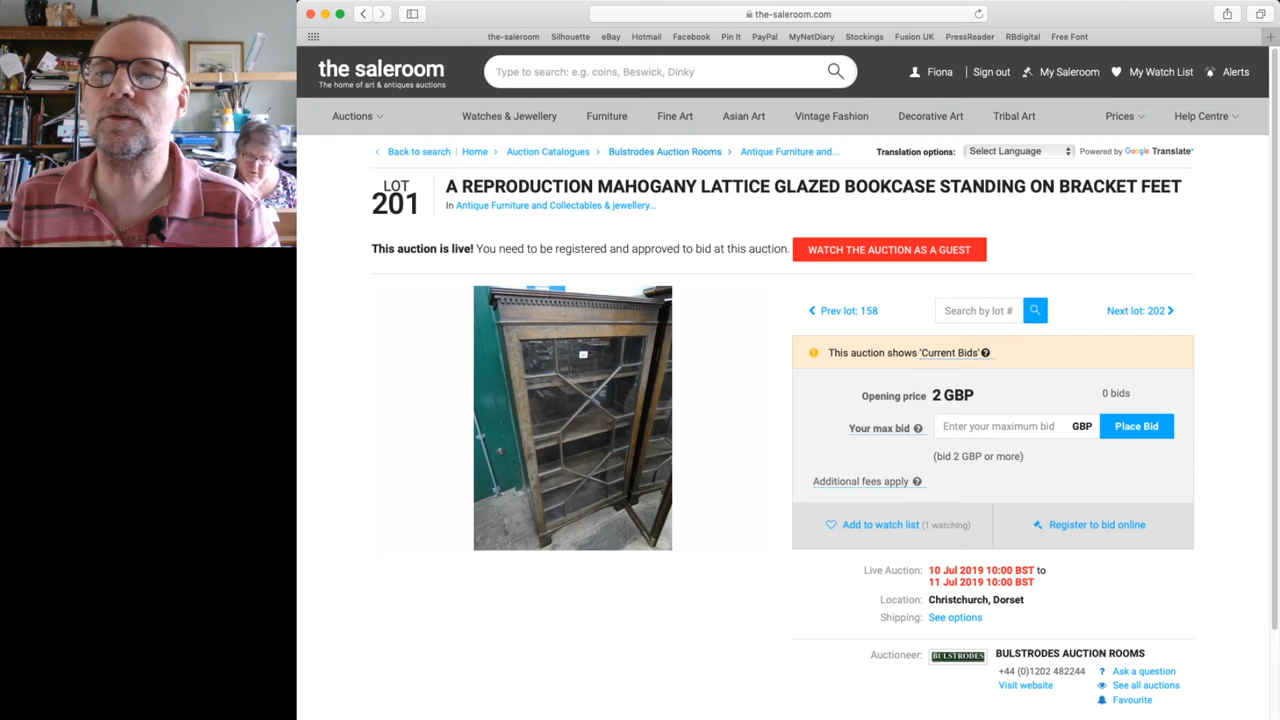 the-saleroom.com
the-saleroom Silhouette eBay Hotmail Facebook Pin It PayPal MyNetDiary Stockings Fusion UK PressReader RBdigital Free Font
the saleroom
The home of art & antiques auctions
Type to search: e.g. coins, Beswick, Dinky
Fiona Sign out My Saleroom My Watch List Alerts
Auctions Watches & Jewellery Furniture Fine Art Asian Art Vintage Fashion Decorative Art Tribal Art Prices Help Centre
Back to search Home Auction Catalogues Bulstrodes Auction Rooms Antique Furniture and...
Translation options: Select Language Powered by Google Translate
LOT
201
A REPRODUCTION MAHOGANY LATTICE GLAZED BOOKCASE STANDING ON BRACKET FEET
In Antique Furniture and Collectables & jewellery...
This auction is live! You need to be registered and approved to bid at this auction. WATCH THE AUCTION AS A GUEST
Prev lot: 158 Search by lot # Next lot: 202
This auction shows 'Current Bids' ?
Opening price 2 GBP 0 bids
Your max bid ? Enter your maximum bid GBP Place Bid
(bid 2 GBP or more)
Additional fees apply ?
Add to watch list (1 watching) Register to bid online
Live Auction: 10 Jul 2019 10:00 BST to
11 Jul 2019 10:00 BST
Location: Christchurch, Dorset
Shipping: See options
Auctioneer: BULSTRODES BULSTRODES AUCTION ROOMS
+44 (0)1202 482244 ? Ask a question
Visit website See all auctions
Favourite